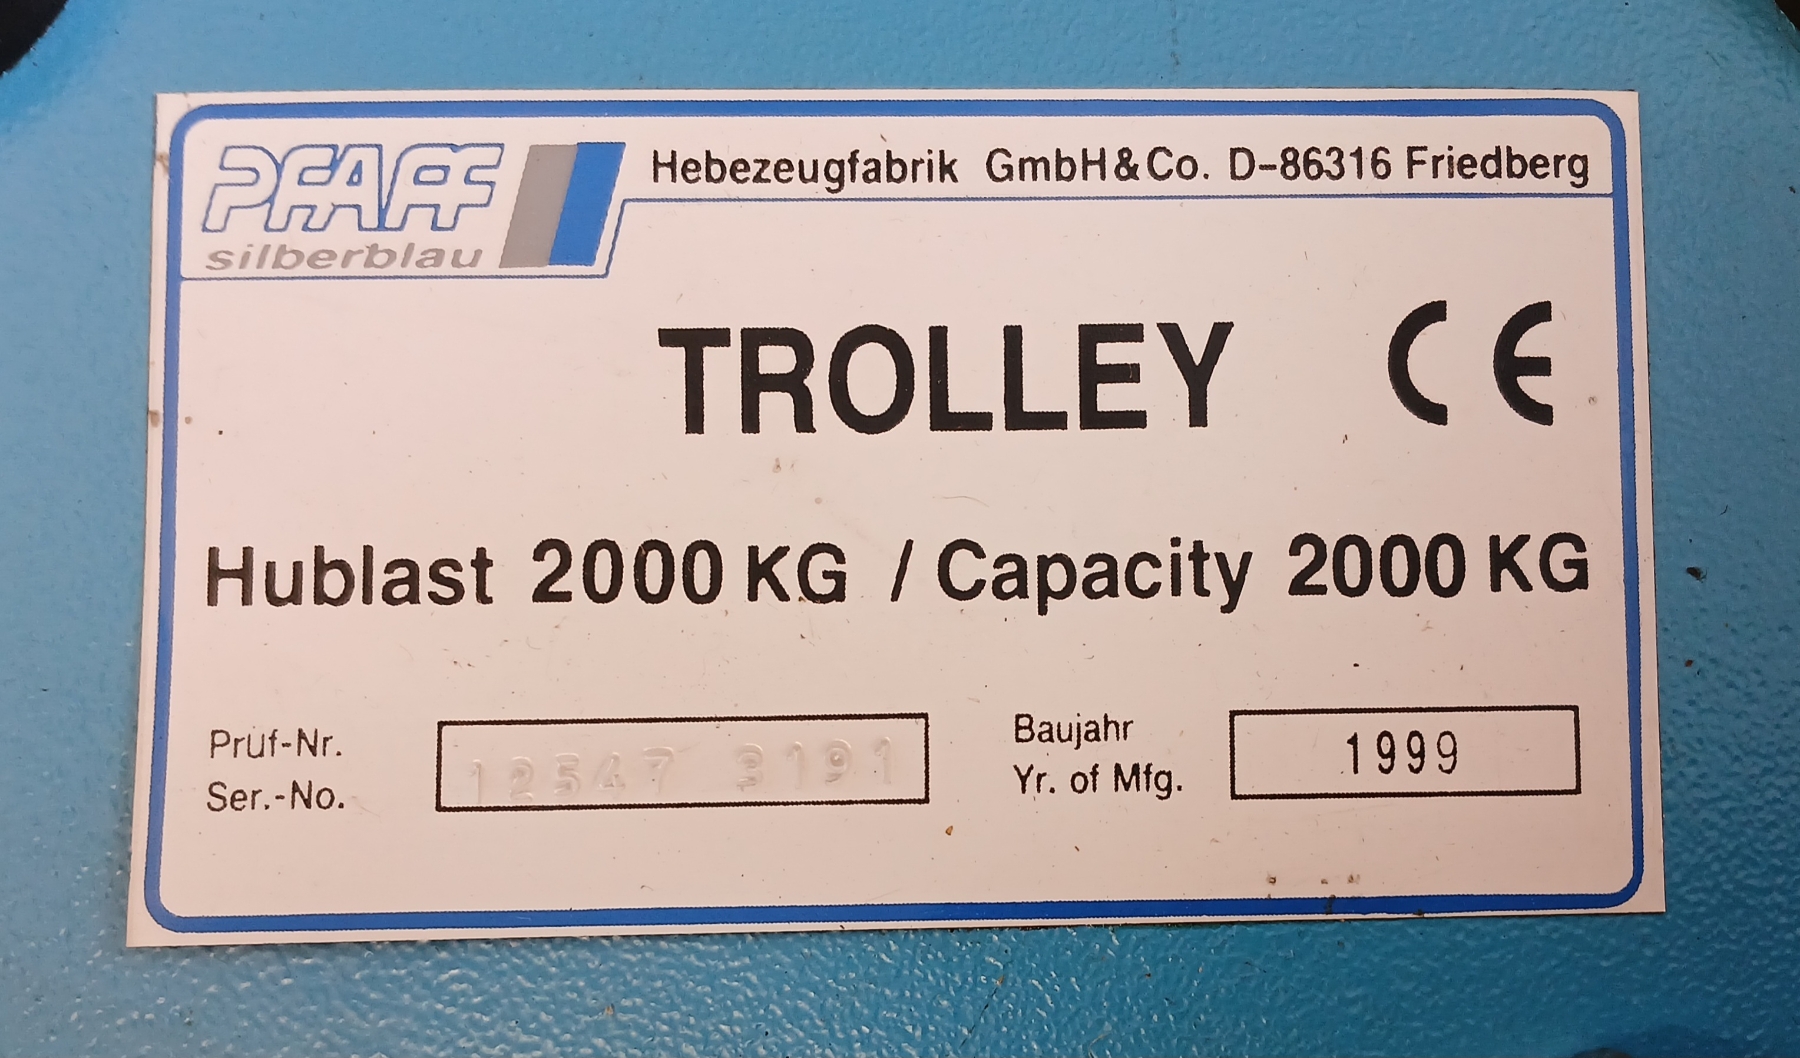 PFAFF
silberblau
Hebezeugfabrik GmbH & Co. D-86316 Friedberg
TROLLEY CE
Hublast 2000 KG / Capacity 2000 KG
Prüf-Nr.
Ser.-No.
12547 3191
Baujahr
Yr. of Mfg.
1999